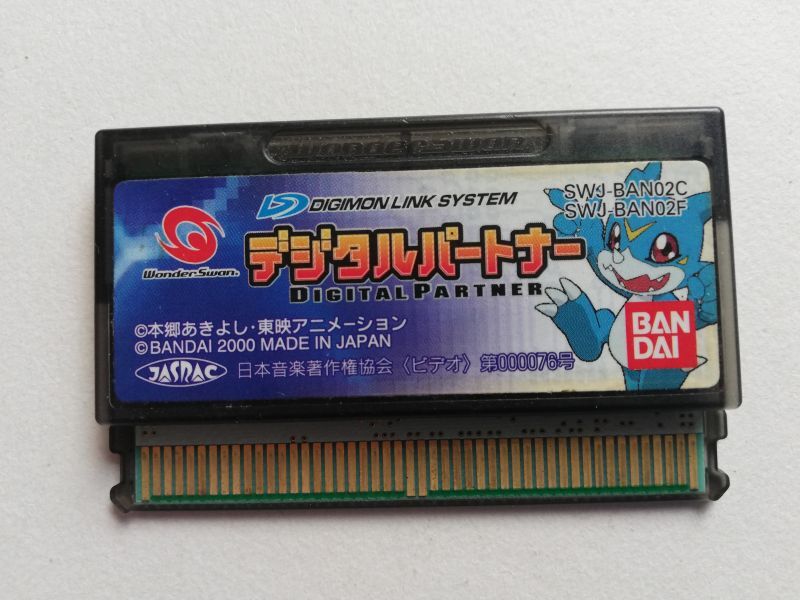 WONDERSWAN
DIGIMON LINK SYSTEM
SWJ-BAN02C
SWJ-BAN02F
WonderSwan
デジタルパートナー
DIGITAL PARTNER
©本郷あきよし・東映アニメーション
©BANDAI 2000 MADE IN JAPAN
BAN
DAI
JASRAC
日本音楽著作権協会〈ビデオ〉第000076号